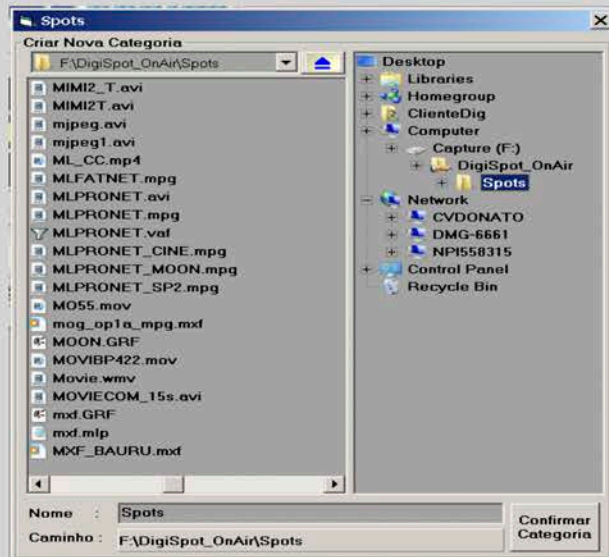 Spots
Criar Nova Categoria
F:\DigiSpot_OnAir\Spots
MIMI2_T.avi
MIMI2T.avi
mjpeg.avi
mjpeg1.avi
ML_CC.mp4
MLFATNET.mpg
MLPRONET.avi
MLPRONET.mpg
MLPRONET.vaf
MLPRONET_CINE.mpg
MLPRONET_MOON.mpg
MLPRONET_SP2.mpg
MO55.mov
mog_op1a_mpg.mxf
MOON.GRF
MOVIBP422.mov
Movie.wmv
MOVIECOM_15s.avi
mxf.GRF
mxf.mlp
MXF_BAURU.mxf
Desktop
Libraries
Homegroup
ClienteDig
Computer
Capture (F:)
DigiSpot_OnAir
Spots
Network
CVDONATO
DMG-6661
NPI558315
Control Panel
Recycle Bin
Nome : Spots
Caminho : F:\DigiSpot_OnAir\Spots
Confirmar
Categoria